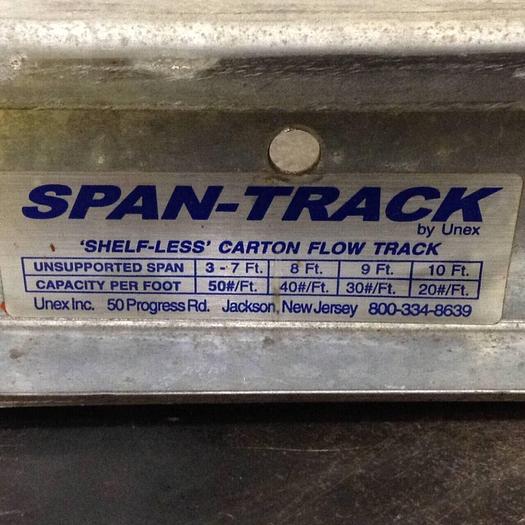 SPAN-TRACK
by Unex
'SHELF-LESS' CARTON FLOW TRACK
UNSUPPORTED SPAN 3 - 7 Ft. 8 Ft. 9 Ft. 10 Ft.
CAPACITY PER FOOT 50#/Ft. 40#/Ft. 30#/Ft. 20#/Ft.
Unex Inc. 50 Progress Rd. Jackson, New Jersey 800-334-8639